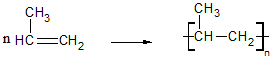 CH₃ CH₃
n HC=CH₂ → [CH—CH₂]ₙ